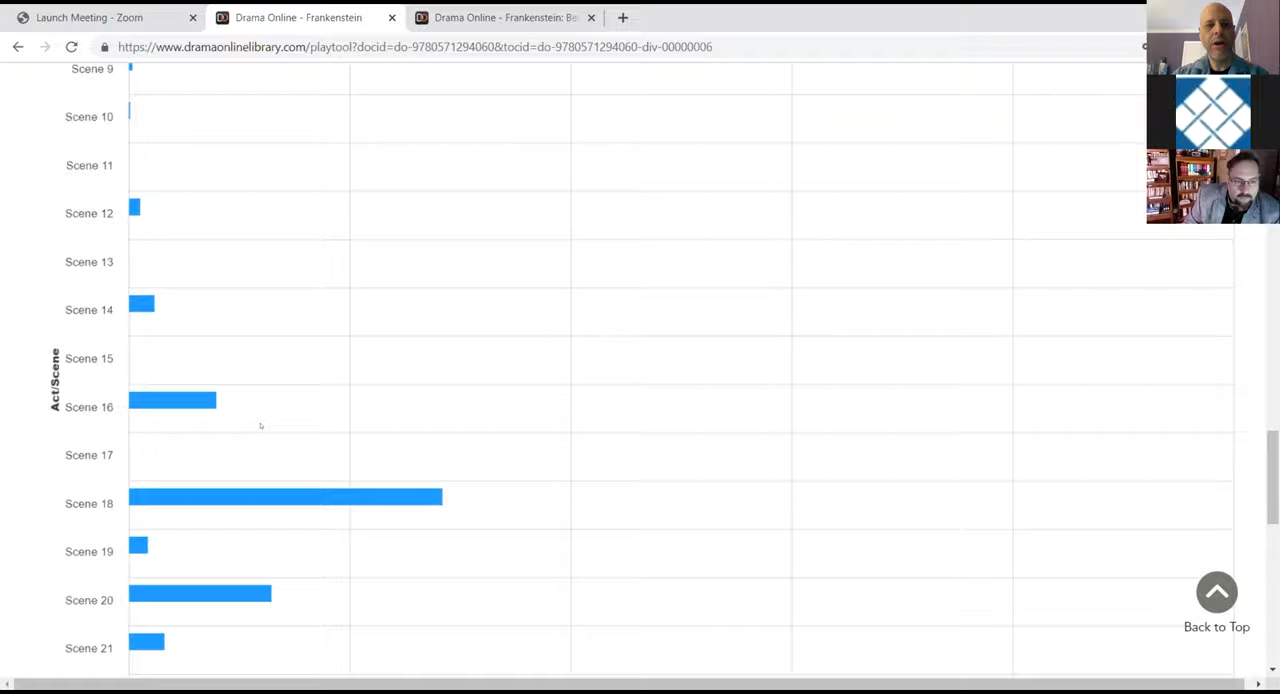 Launch Meeting - Zoom
Drama Online - Frankenstein
Drama Online - Frankenstein: Be
https://www.dramaonlinelibrary.com/playtool?docid=do-9780571294060&tocid=do-9780571294060-div-00000006
Scene 9
Scene 10
Scene 11
Scene 12
Scene 13
Scene 14
Scene 15
Act/Scene
Scene 16
Scene 17
Scene 18
Scene 19
Scene 20
Back to Top
Scene 21